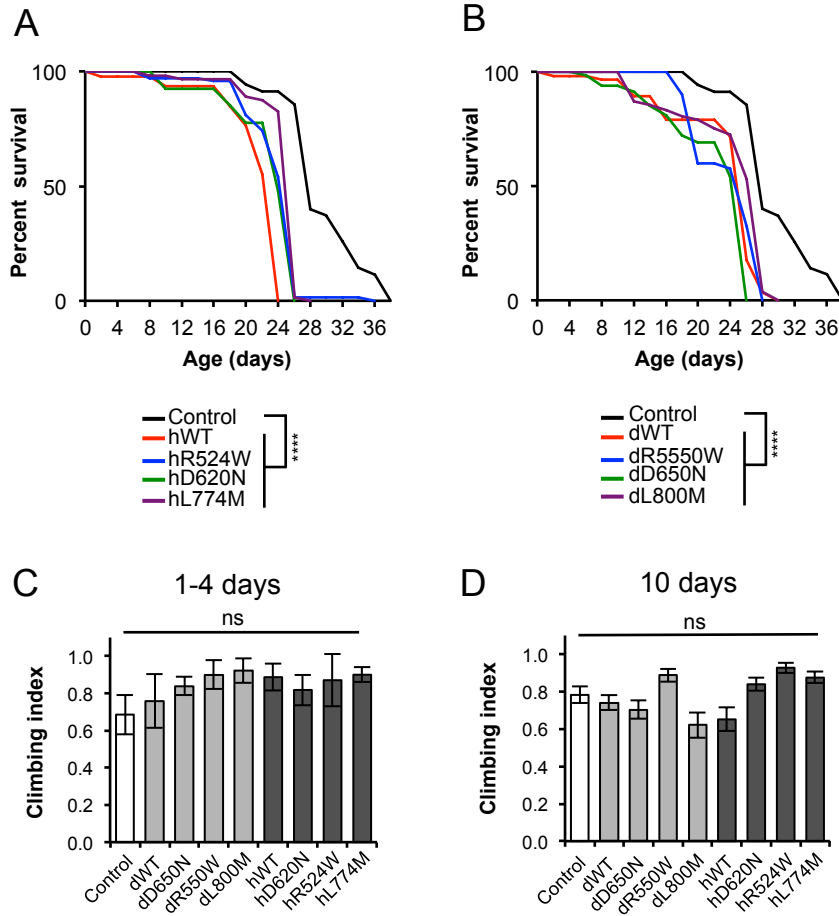 A
B
Percent survival
100
50
0
0 4 8 12 16 20 24 28 32 36
Age (days)
Percent survival
100
50
0
0 4 8 12 16 20 24 28 32 36
Age (days)
Control
hWT
hR524W
hD620N
hL774M
****
Control
dWT
dR5550W
dD650N
dL800M
****
C
1-4 days
ns
Climbing index
1.0
0.8
0.6
0.4
0.2
0.0
Control
dWT
dD650N
dR550W
dL800M
hWT
hD620N
hR524W
hL774M
D
10 days
ns
Climbing index
1.0
0.8
0.6
0.4
0.2
0.0
Control
dWT
dD650N
dR550W
dL800M
hWT
hD620N
hR524W
hL774M